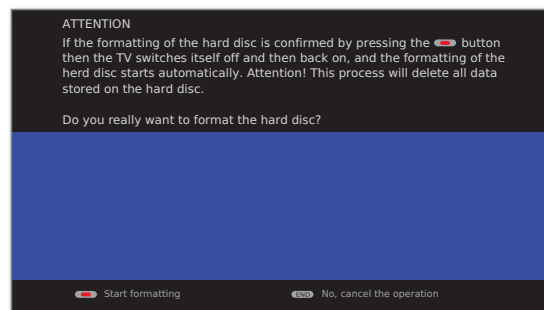 ATTENTION
If the formatting of the hard disc is confirmed by pressing the button
then the TV switches itself off and then back on, and the formatting of the
herd disc starts automatically. Attention! This process will delete all data
stored on the hard disc.
Do you really want to format the hard disc?
Start formatting
END No, cancel the operation